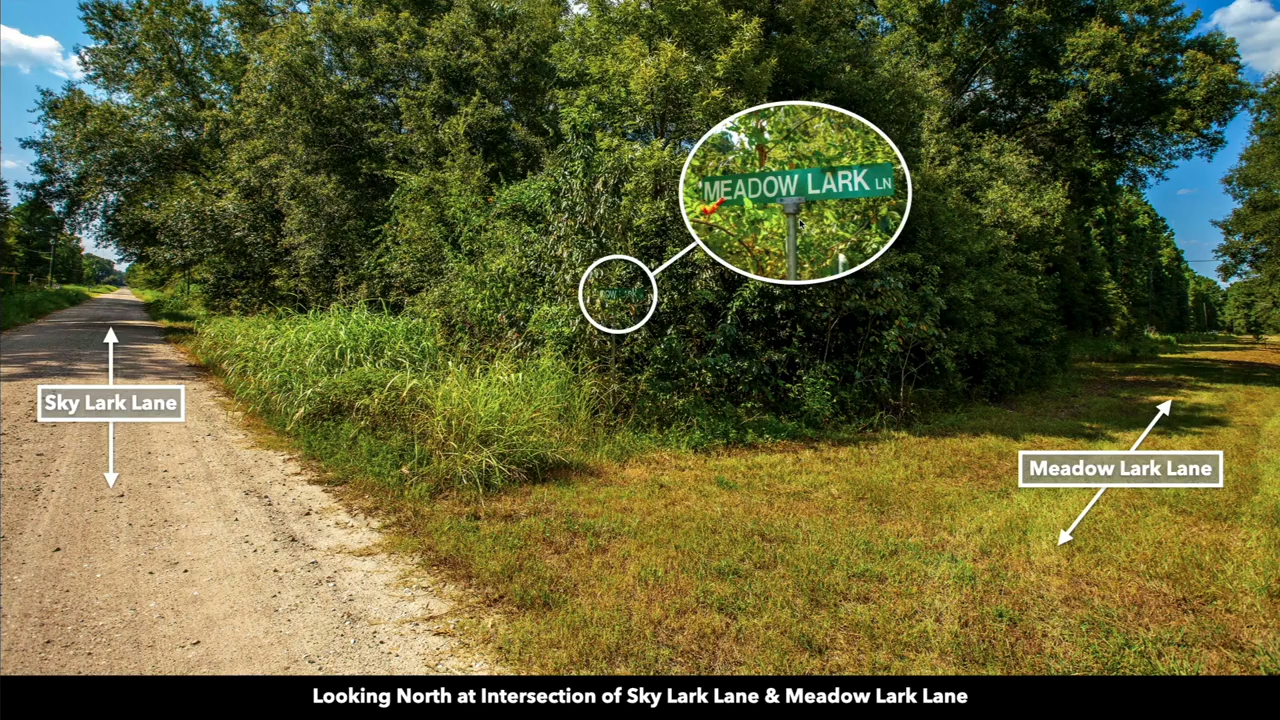 MEADOW LARK LN
Sky Lark Lane
Meadow Lark Lane
Looking North at Intersection of Sky Lark Lane & Meadow Lark Lane